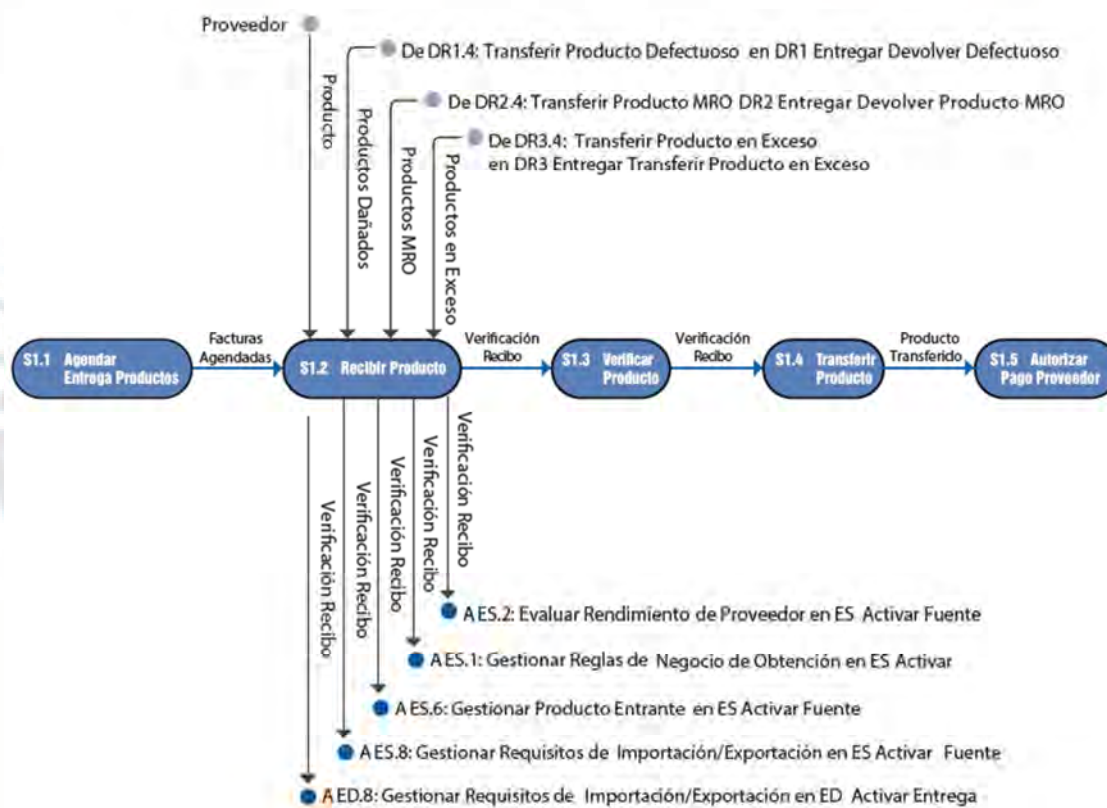 Proveedor
De DR1.4: Transferir Producto Defectuoso en DR1 Entregar Devolver Defectuoso
De DR2.4: Transferir Producto MRO DR2 Entregar Devolver Producto MRO
De DR3.4: Transferir Producto en Exceso
en DR3 Entregar Transferir Producto en Exceso
Producto
Productos Dañados
Productos MRO
Productos en Exceso
S1.1 Agendar
Entrega Productos
Facturas
Agendadas
S1.2 Recibir Producto
Verificación
Recibo
S1.3 Verificar
Producto
Verificación
Recibo
S1.4 Transferir
Producto
Producto
Transferido
S1.5 Autorizar
Pago Proveedor
Verificación Recibo
Verificación Recibo
Verificación Recibo
Verificación Recibo
Verificación Recibo
A ES.2: Evaluar Rendimiento de Proveedor en ES Activar Fuente
A ES.1: Gestionar Reglas de Negocio de Obtención en ES Activar
A ES.6: Gestionar Producto Entrante en ES Activar Fuente
A ES.8: Gestionar Requisitos de Importación/Exportación en ES Activar Fuente
A ED.8: Gestionar Requisitos de Importación/Exportación en ED Activar Entrega